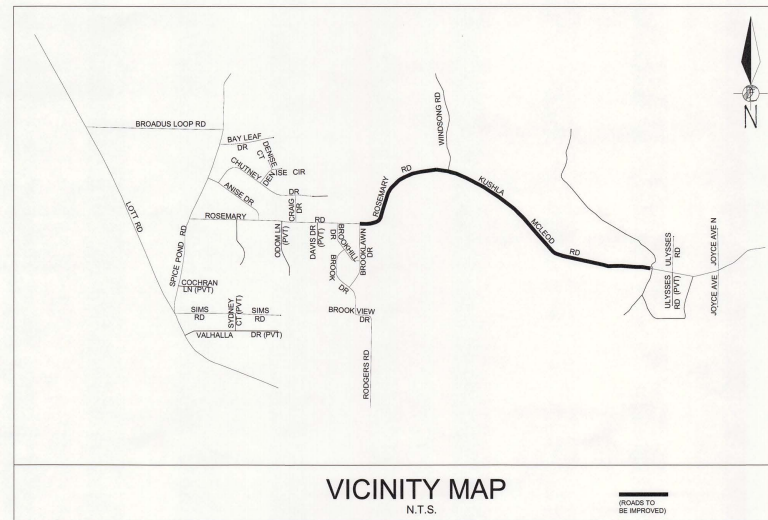 BROADUS LOOP RD
WINDSONG RD
N
BAY LEAF
DR
DENISE
CT
DENISE CIR
CHUTNEY
DR
ANISE DR
CRAIG
DR
ROSEMARY
RD
ROSEMARY
RD
KUSHLA
MCLEOD
RD
LOTT RD
SPICE POND RD
ODOM LN
(PVT)
DAVIS DR
(PVT)
BROOKHILL
DR
BROOKLAWN
DR
BROOK
DR
ULYSSES
RD
JOYCE AVE N
ULYSSES
RD (PVT)
JOYCE AVE
COCHRAN
LN (PVT)
SIMS
RD
SYDNEY
CT (PVT)
SIMS
RD
BROOK VIEW
DR
VALHALLA
DR (PVT)
RODGERS RD
VICINITY MAP
N.T.S.
(ROADS TO
BE IMPROVED)